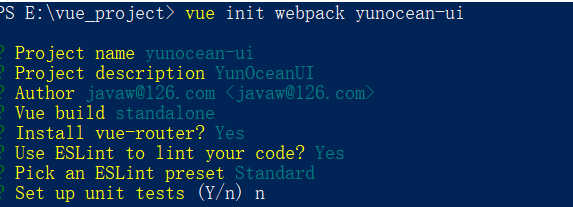 PS E:\vue_project> vue init webpack yunocean-ui
? Project name yunocean-ui
? Project description YunOceanUI
? Author javaw@126.com <javaw@126.com>
? Vue build standalone
? Install vue-router? Yes
? Use ESLint to lint your code? Yes
? Pick an ESLint preset Standard
? Set up unit tests (Y/n) n